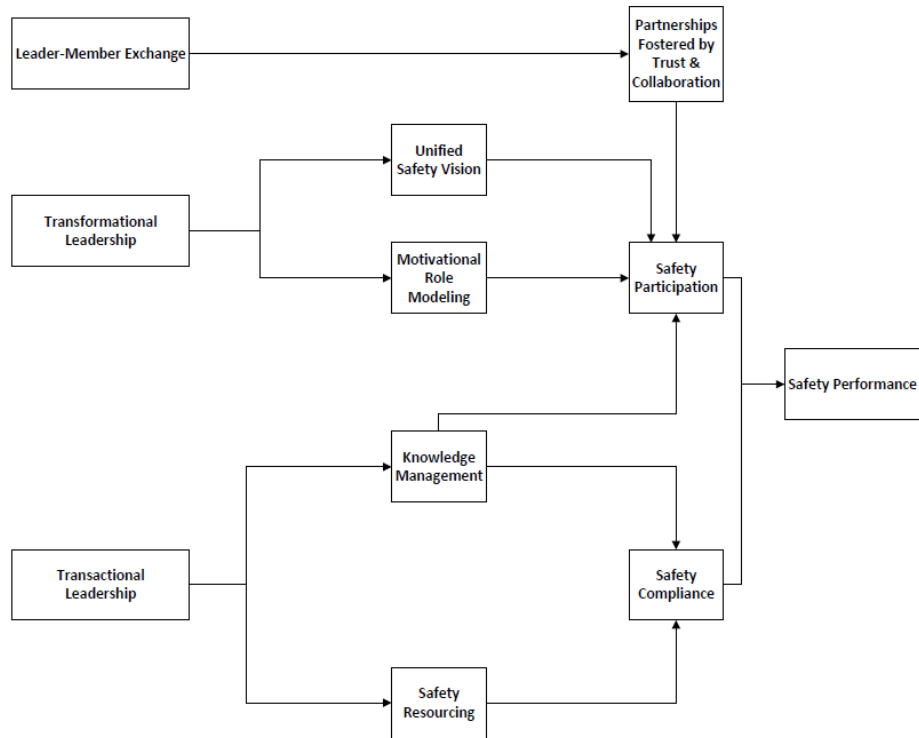 Leader-Member Exchange
Partnerships
Fostered by
Trust &
Collaboration
Unified
Safety Vision
Transformational
Leadership
Motivational
Role
Modeling
Safety
Participation
Safety Performance
Knowledge
Management
Transactional
Leadership
Safety
Compliance
Safety
Resourcing